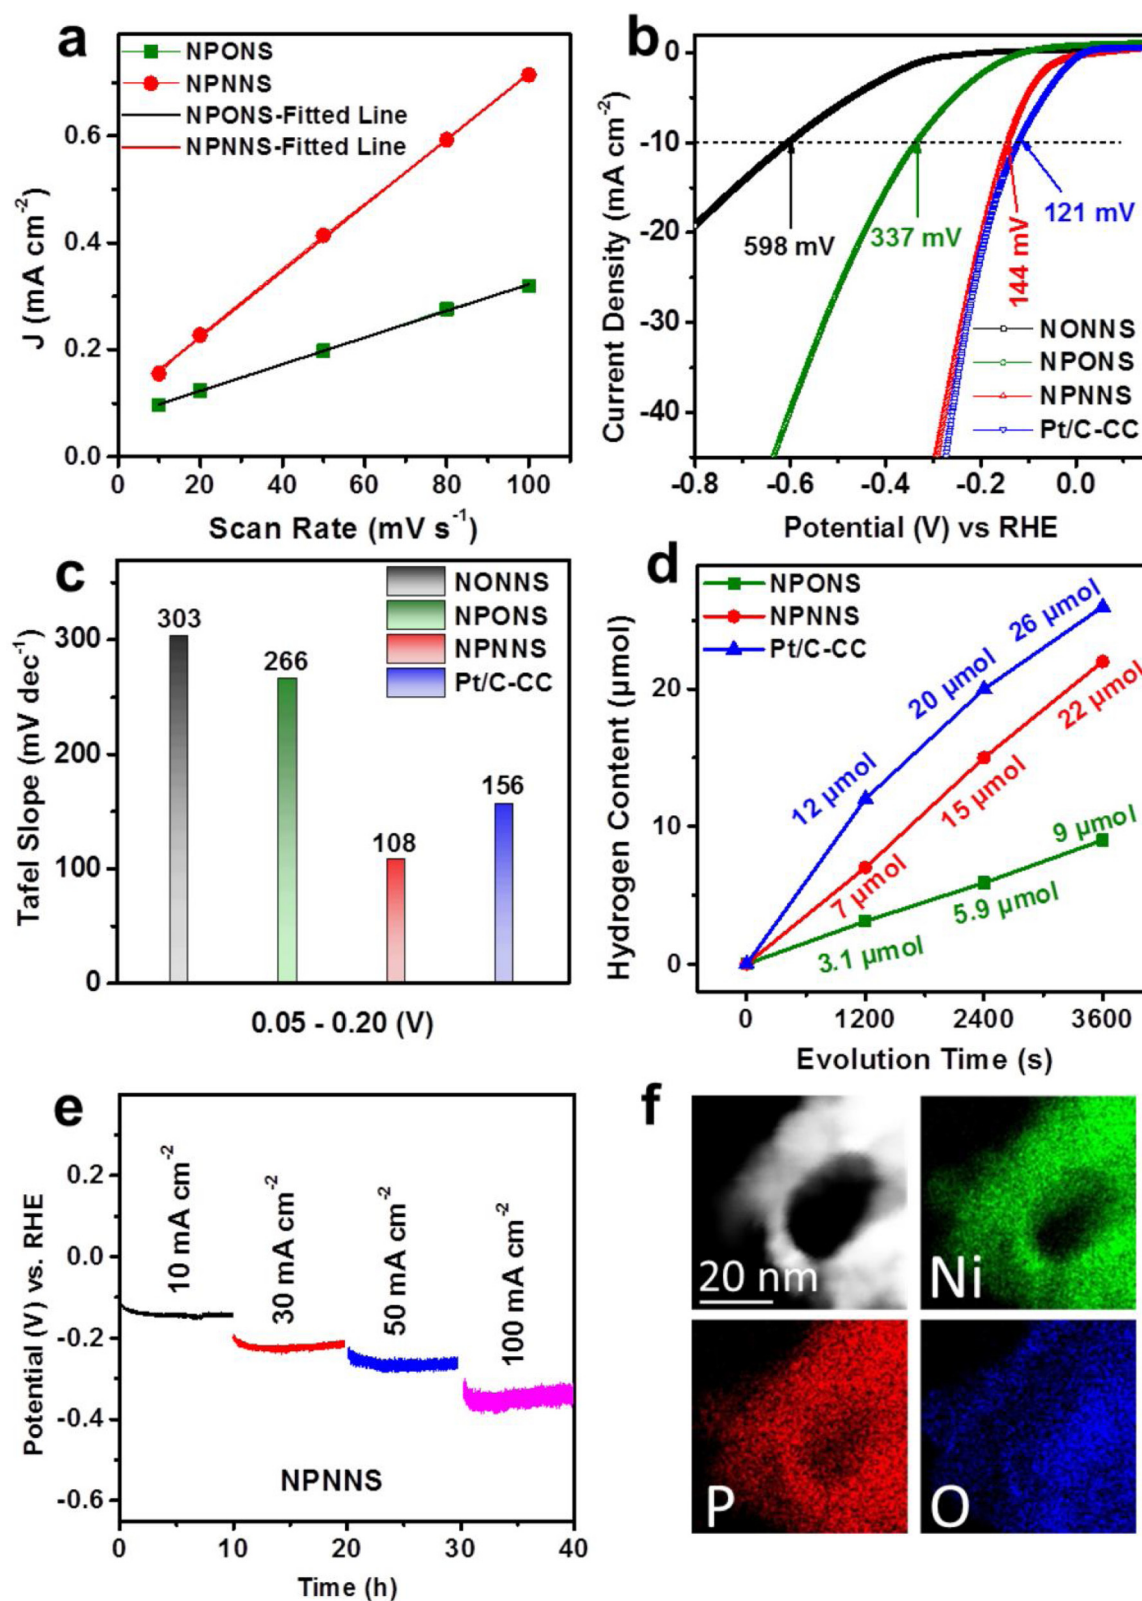 a
NPONS
NPNNS
NPONS-Fitted Line
NPNNS-Fitted Line
0.6
0.4
0.2
0.0
J (mA cm⁻²)
0 20 40 60 80 100
Scan Rate (mV s⁻¹)
b
0
-10
-20
-30
-40
Current Density (mA cm⁻²)
598 mV
337 mV
144 mV
121 mV
NONNS
NPONS
NPNNS
Pt/C-CC
-0.8 -0.6 -0.4 -0.2 0.0
Potential (V) vs RHE
c
NONNS
NPONS
NPNNS
Pt/C-CC
303
266
108
156
300
200
100
0
Tafel Slope (mV dec⁻¹)
0.05 - 0.20 (V)
d
NPONS
NPNNS
Pt/C-CC
20
10
0
Hydrogen Content (μmol)
12 μmol
20 μmol
26 μmol
7 μmol
15 μmol
22 μmol
3.1 μmol
5.9 μmol
9 μmol
0 1200 2400 3600
Evolution Time (s)
e
0.2
0.0
-0.2
-0.4
-0.6
Potential (V) vs. RHE
10 mA cm⁻²
30 mA cm⁻²
50 mA cm⁻²
100 mA cm⁻²
NPNNS
0 10 20 30 40
Time (h)
f
20 nm
Ni
P
O